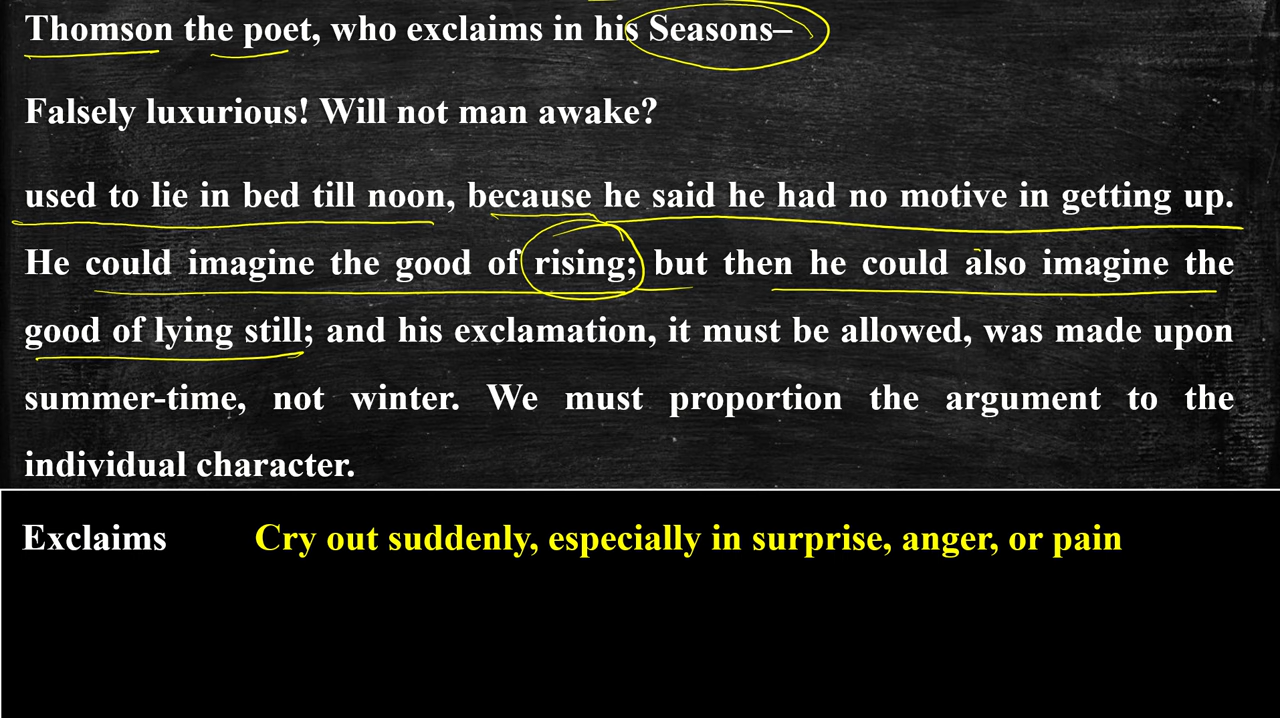 Thomson the poet, who exclaims in his Seasons–
Falsely luxurious! Will not man awake?
used to lie in bed till noon, because he said he had no motive in getting up.
He could imagine the good of rising; but then he could also imagine the
good of lying still; and his exclamation, it must be allowed, was made upon
summer-time, not winter. We must proportion the argument to the
individual character.
Exclaims Cry out suddenly, especially in surprise, anger, or pain